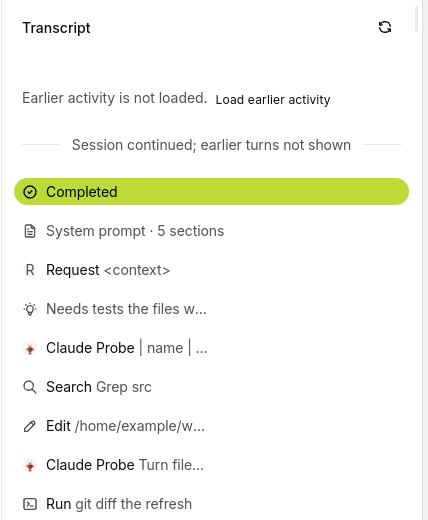 Transcript
Earlier activity is not loaded. Load earlier activity
Session continued; earlier turns not shown
Completed
System prompt · 5 sections
R Request <context>
Needs tests the files w...
Claude Probe | name | ...
Search Grep src
Edit /home/example/w...
Claude Probe Turn file...
Run git diff the refresh